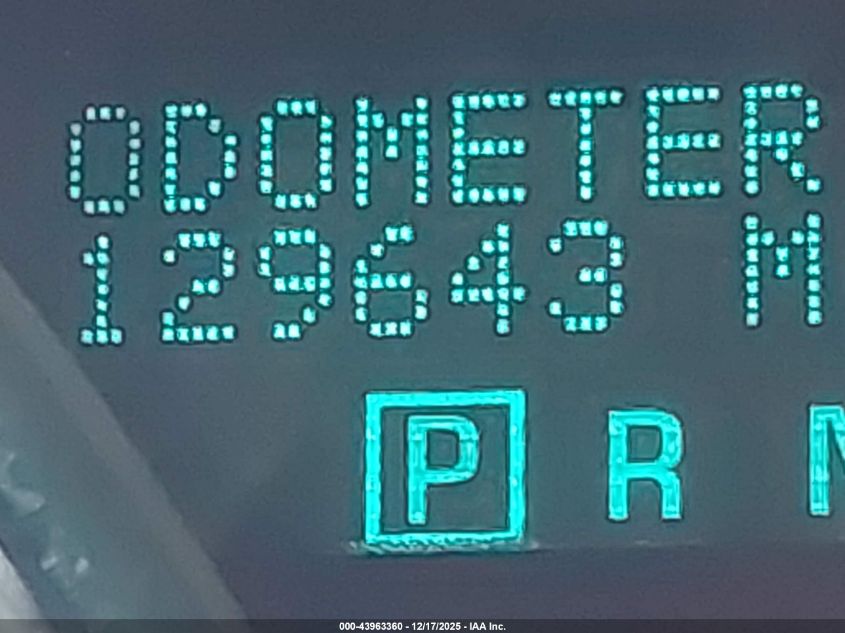 ODOMETER
129643 M
P R N
000-43963360 - 12/17/2025 - IAA Inc.